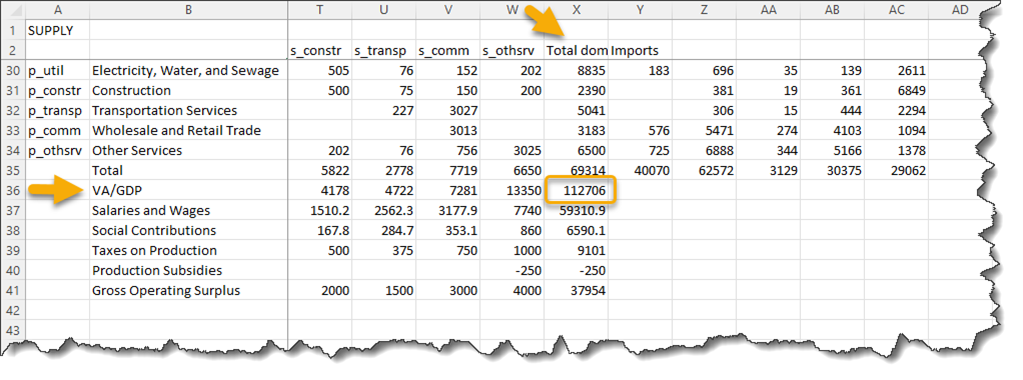 A B T U V W X Y Z AA AB AC AD
1 SUPPLY
2 s_constr s_transp s_comm s_othsrv Total dom Imports
30 p_util Electricity, Water, and Sewage 505 76 152 202 8835 183 696 35 139 2611
31 p_constr Construction 500 75 150 200 2390 381 19 361 6849
32 p_transp Transportation Services 227 3027 5041 306 15 444 2294
33 p_comm Wholesale and Retail Trade 3013 3183 576 5471 274 4103 1094
34 p_othsrv Other Services 202 76 756 3025 6500 725 6888 344 5166 1378
35 Total 5822 2778 7719 6650 69314 40070 62572 3129 30375 29062
36 VA/GDP 4178 4722 7281 13350 112706
37 Salaries and Wages 1510.2 2562.3 3177.9 7740 59310.9
38 Social Contributions 167.8 284.7 353.1 860 6590.1
39 Taxes on Production 500 375 750 1000 9101
40 Production Subsidies -250 -250
41 Gross Operating Surplus 2000 1500 3000 4000 37954
42
43